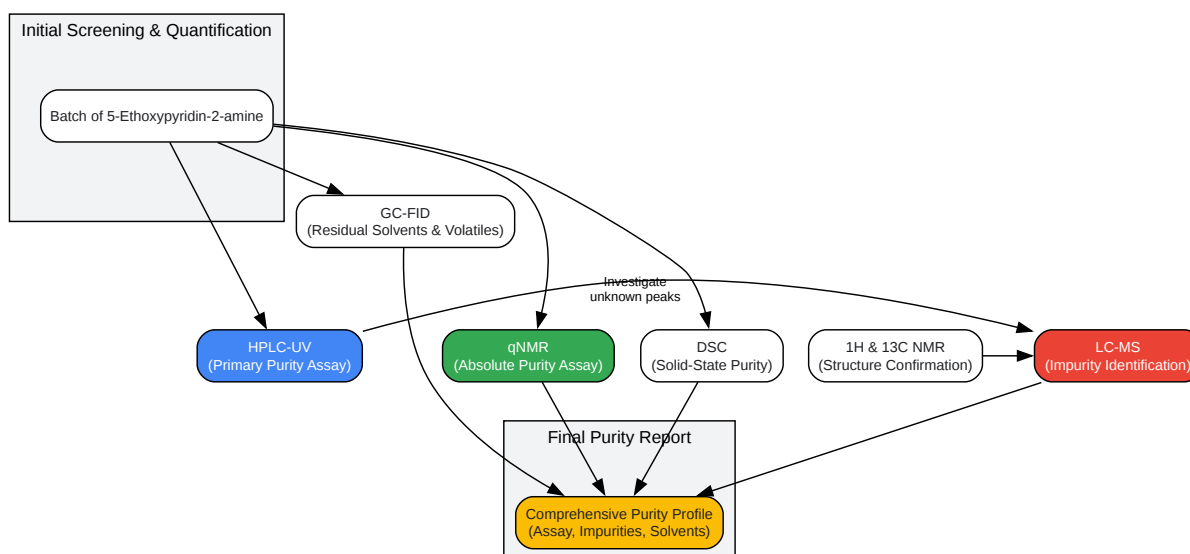 Initial Screening & Quantification
Batch of 5-Ethoxypyridin-2-amine
GC-FID
(Residual Solvents & Volatiles)
Investigate
unknown peaks
HPLC-UV
(Primary Purity Assay)
qNMR
(Absolute Purity Assay)
DSC
(Solid-State Purity)
1H & 13C NMR
(Structure Confirmation)
LC-MS
(Impurity Identification)
Final Purity Report
Comprehensive Purity Profile
(Assay, Impurities, Solvents)